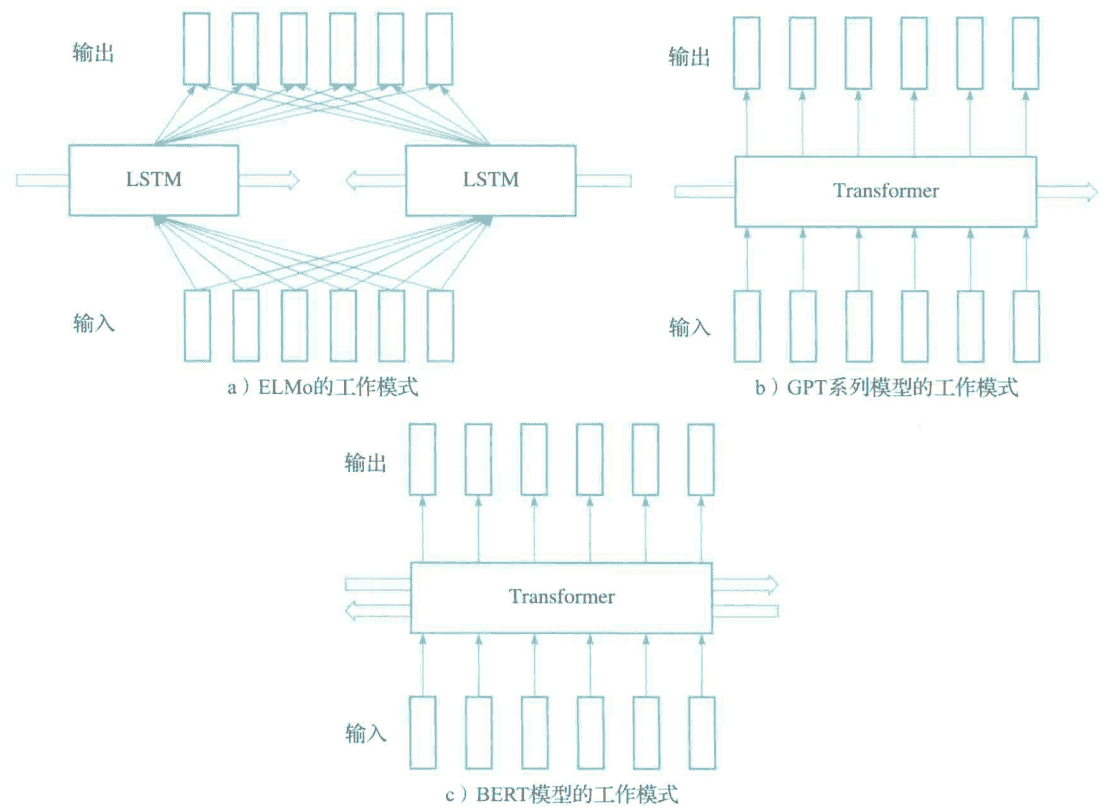 输出
LSTM
LSTM
输入
a）ELMo的工作模式
输出
Transformer
输入
b）GPT系列模型的工作模式
输出
Transformer
输入
c）BERT模型的工作模式